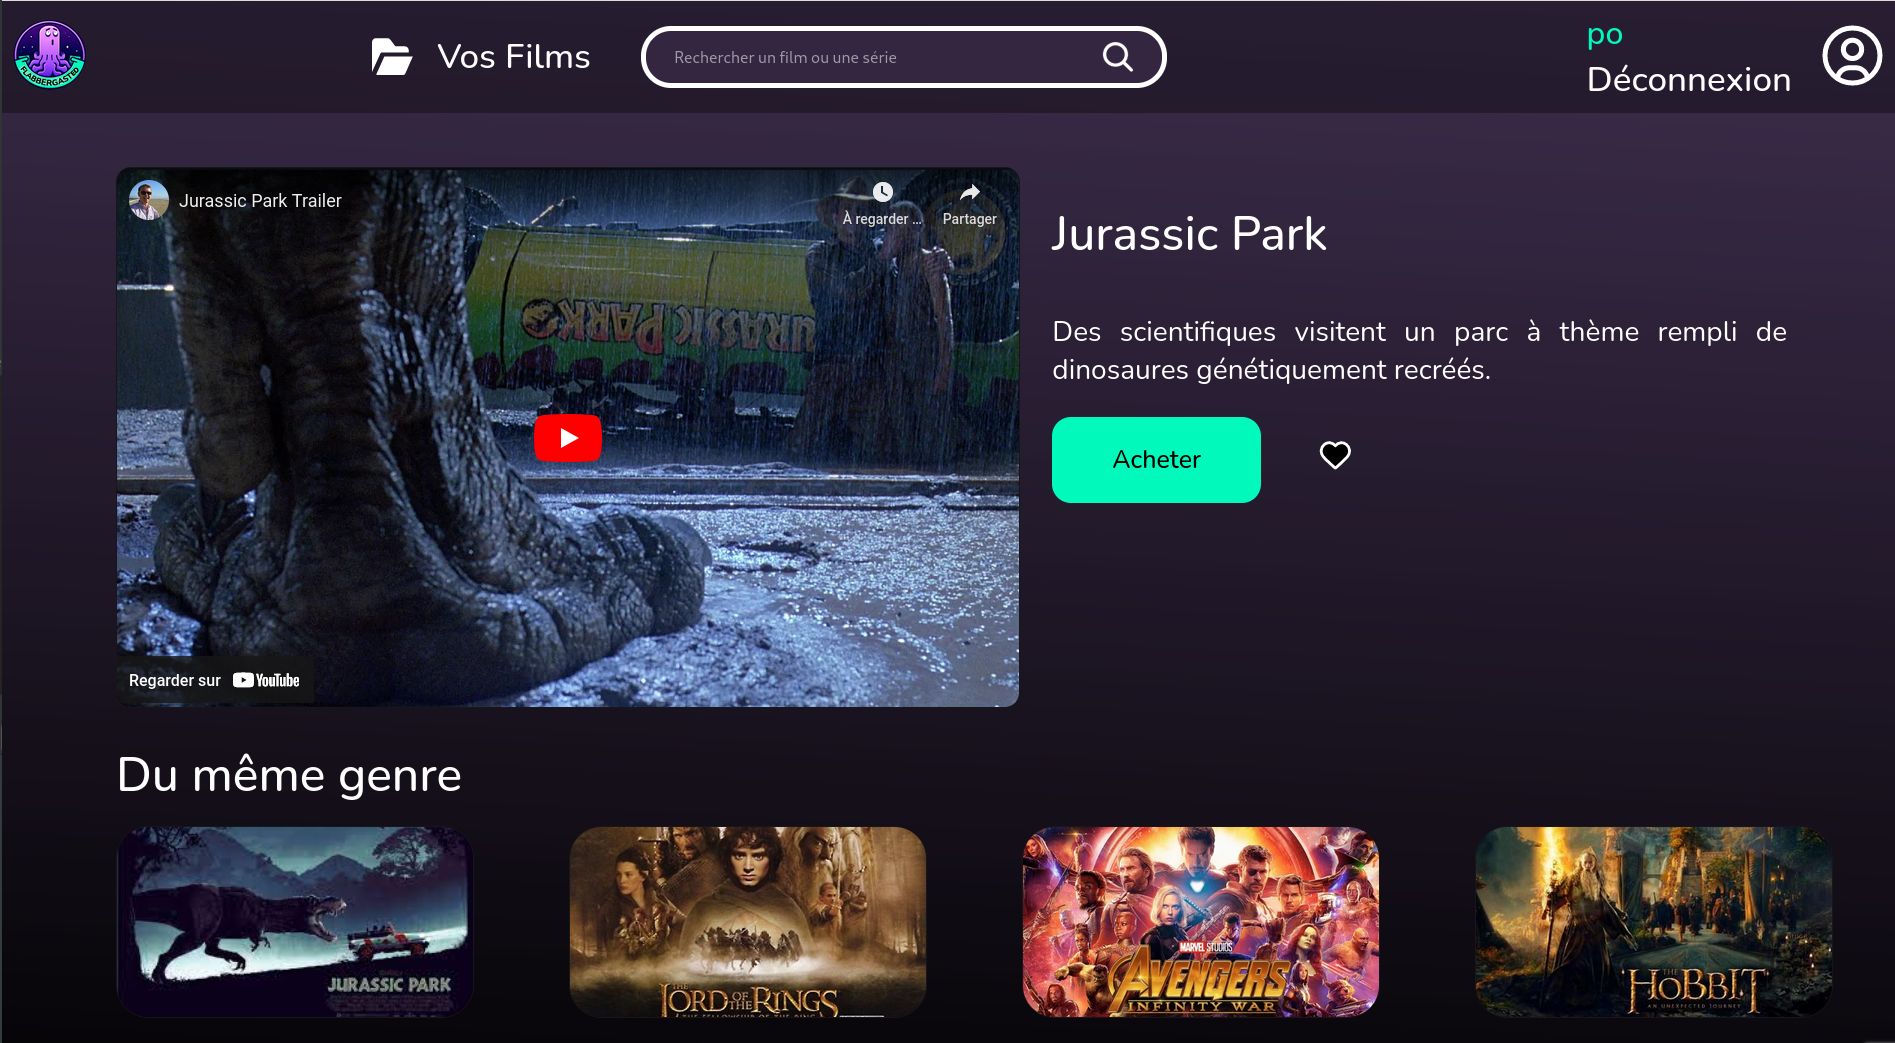 FLABBERGASTED
Vos Films
Rechercher un film ou une série
po
Déconnexion
Jurassic Park Trailer
À regarder ...
Partager
JURASSIC PARK
Regarder sur YouTube
Jurassic Park
Des scientifiques visitent un parc à thème rempli de
dinosaures génétiquement recréés.
Acheter
Du même genre
JURASSIC PARK
THE
LORD OF THE RINGS
THE FELLOWSHIP OF THE RING
MARVEL STUDIOS
AVENGERS
INFINITY WAR
THE
HOBBIT
AN UNEXPECTED JOURNEY